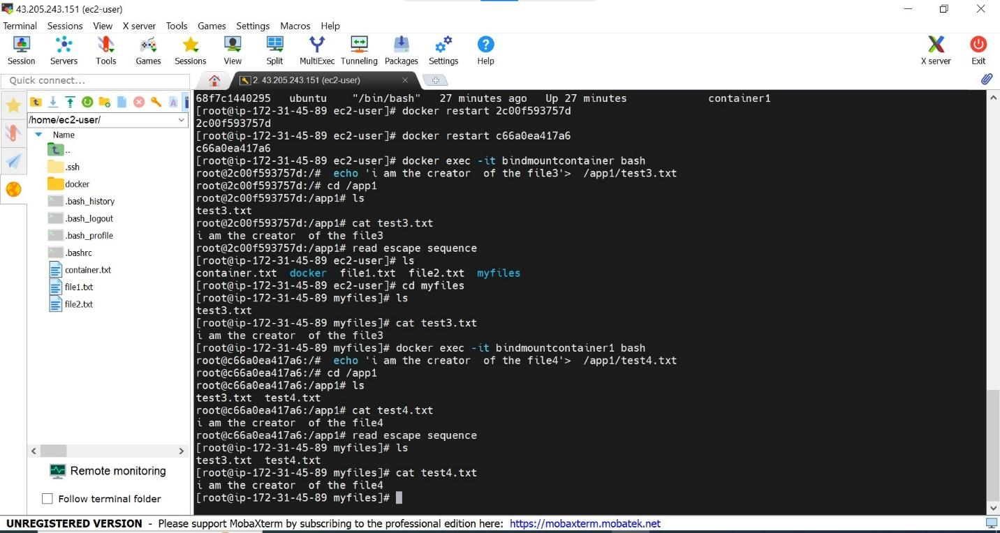 43.205.243.151 (ec2-user)
Terminal Sessions View X server Tools Games Settings Macros Help
Session Servers Tools Games Sessions View Split MultiExec Tunneling Packages Settings Help X server Exit
Quick connect...
2. 43.205.243.151 (ec2-user)
/home/ec2-user/
Name
..
.ssh
docker
.bash_history
.bash_logout
.bash_profile
.bashrc
container.txt
file1.txt
file2.txt
Remote monitoring
Follow terminal folder
68f7c1440295   ubuntu    "/bin/bash"   27 minutes ago   Up 27 minutes             container1
[root@ip-172-31-45-89 ec2-user]# docker restart 2c00f593757d
2c00f593757d
[root@ip-172-31-45-89 ec2-user]# docker restart c66a0ea417a6
c66a0ea417a6
[root@ip-172-31-45-89 ec2-user]# docker exec -it bindmountcontainer bash
root@2c00f593757d:/#  echo 'i am the creator  of the file3'>  /app1/test3.txt
root@2c00f593757d:/# cd /app1
root@2c00f593757d:/app1# ls
test3.txt
root@2c00f593757d:/app1# cat test3.txt
i am the creator  of the file3
root@2c00f593757d:/app1# read escape sequence
[root@ip-172-31-45-89 ec2-user]# ls
container.txt  docker  file1.txt  file2.txt  myfiles
[root@ip-172-31-45-89 ec2-user]# cd myfiles
[root@ip-172-31-45-89 myfiles]# ls
test3.txt
[root@ip-172-31-45-89 myfiles]# cat test3.txt
i am the creator  of the file3
[root@ip-172-31-45-89 myfiles]# docker exec -it bindmountcontainer1 bash
root@c66a0ea417a6:/#  echo 'i am the creator  of the file4'>  /app1/test4.txt
root@c66a0ea417a6:/# cd /app1
root@c66a0ea417a6:/app1# ls
test3.txt  test4.txt
root@c66a0ea417a6:/app1# cat test4.txt
i am the creator  of the file4
root@c66a0ea417a6:/app1# read escape sequence
[root@ip-172-31-45-89 myfiles]# ls
test3.txt  test4.txt
[root@ip-172-31-45-89 myfiles]# cat test4.txt
i am the creator  of the file4
[root@ip-172-31-45-89 myfiles]#
UNREGISTERED VERSION - Please support MobaXterm by subscribing to the professional edition here: https://mobaxterm.mobatek.net